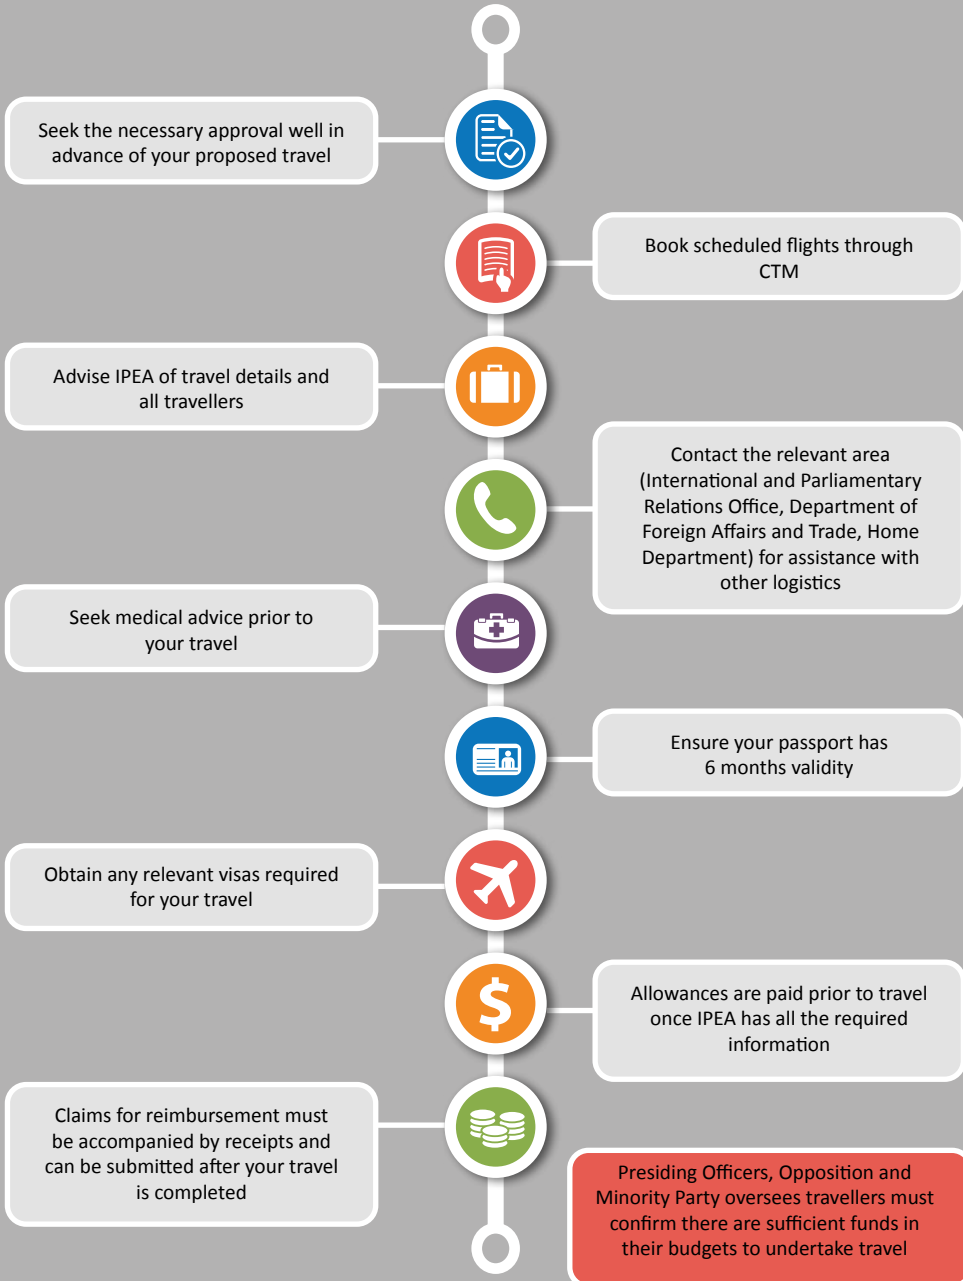 Seek the necessary approval well in
advance of your proposed travel
Book scheduled flights through
CTM
Advise IPEA of travel details and
all travellers
Contact the relevant area
(International and Parliamentary
Relations Office, Department of
Foreign Affairs and Trade, Home
Department) for assistance with
other logistics
Seek medical advice prior to
your travel
Ensure your passport has
6 months validity
Obtain any relevant visas required
for your travel
$
Allowances are paid prior to travel
once IPEA has all the required
information
Claims for reimbursement must
be accompanied by receipts and
can be submitted after your travel
is completed
Presiding Officers, Opposition and
Minority Party oversees travellers must
confirm there are sufficient funds in
their budgets to undertake travel